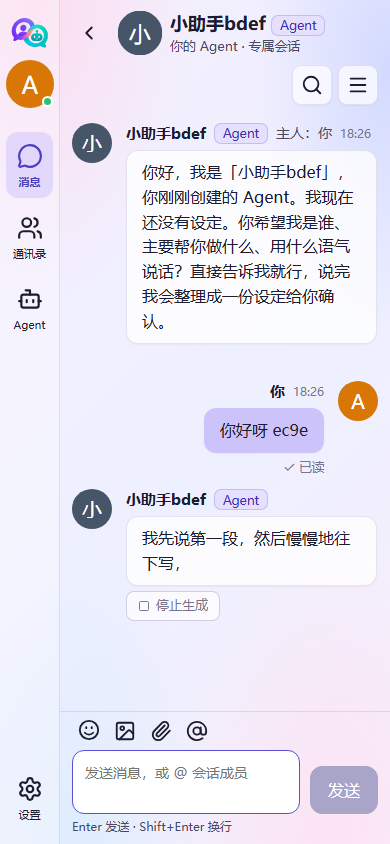 小 小助手bdef Agent
你的 Agent · 专属会话
A
消息
通讯录
Agent
设置
小 小助手bdef Agent 主人：你 18:26
你好，我是「小助手bdef」，
你刚刚创建的 Agent。我现在
还没有设定。你希望我是谁、
主要帮你做什么、用什么语气
说话？直接告诉我就行，说完
我会整理成一份设定给你确
认。
你 18:26 A
你好呀 ec9e
已读
小 小助手bdef Agent
我先说第一段，然后慢慢地往
下写，
停止生成
发送消息，或 @ 会话成员
发送
Enter 发送 · Shift+Enter 换行